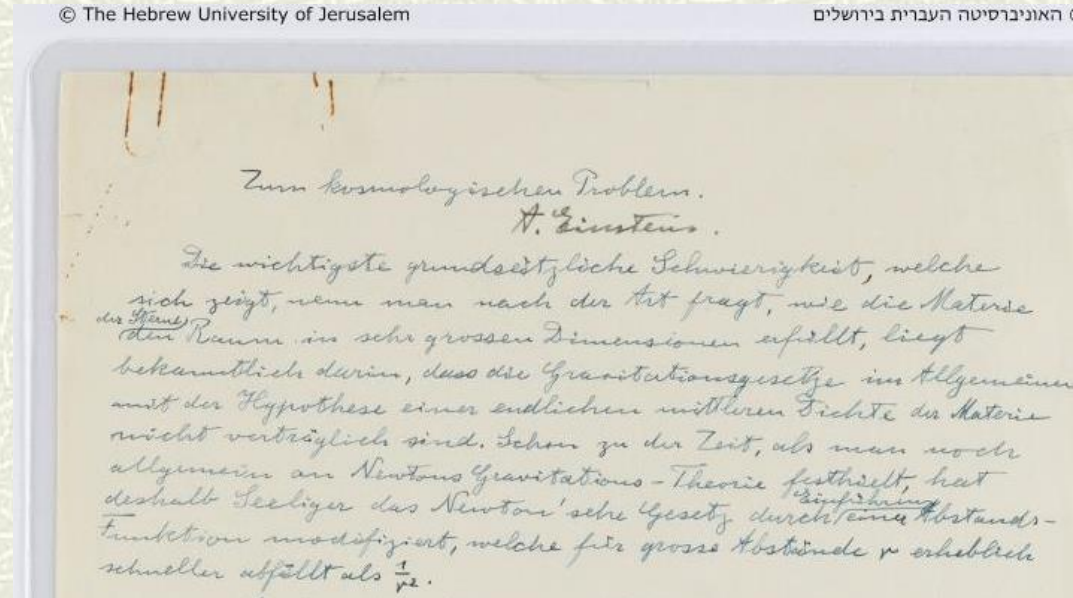 © The Hebrew University of Jerusalem
האוניברסיטה העברית בירושלים
Zum kosmologischen Problem.
A. Einstein.
Die wichtigste grundsätzliche Schwierigkeit, welche
sich zeigt, wenn man nach der Art fragt, wie die Materie
der Sterne
den Raum in sehr grossen Dimensionen erfüllt, liegt
bekanntlich darin, dass die Gravitationsgesetze im Allgemeinen
mit der Hypothese einer endlichen mittleren Dichte der Materie
nicht verträglich sind. Schon zu der Zeit, als man noch
allgemein an Newtons Gravitations-Theorie festhielt, hat
Einführung
deshalb Seeliger das Newton'sche Gesetz durch einer Abstands-
Funktion modifiziert, welche für grosse Abstände r erheblich
schneller abfällt als 1/r².